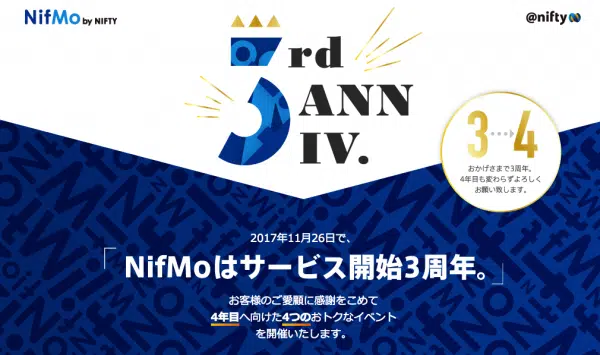 NifMo by NIFTY
@nifty
3rd
ANN
IV.
3 4
おかげさまで3周年。
4年目も変わらずよろしく
お願い致します。
2017年11月26日で、
「NifMoはサービス開始3周年。」
お客様のご愛顧に感謝をこめて
4年目へ向けた4つのおトクなイベント
を開催いたします。